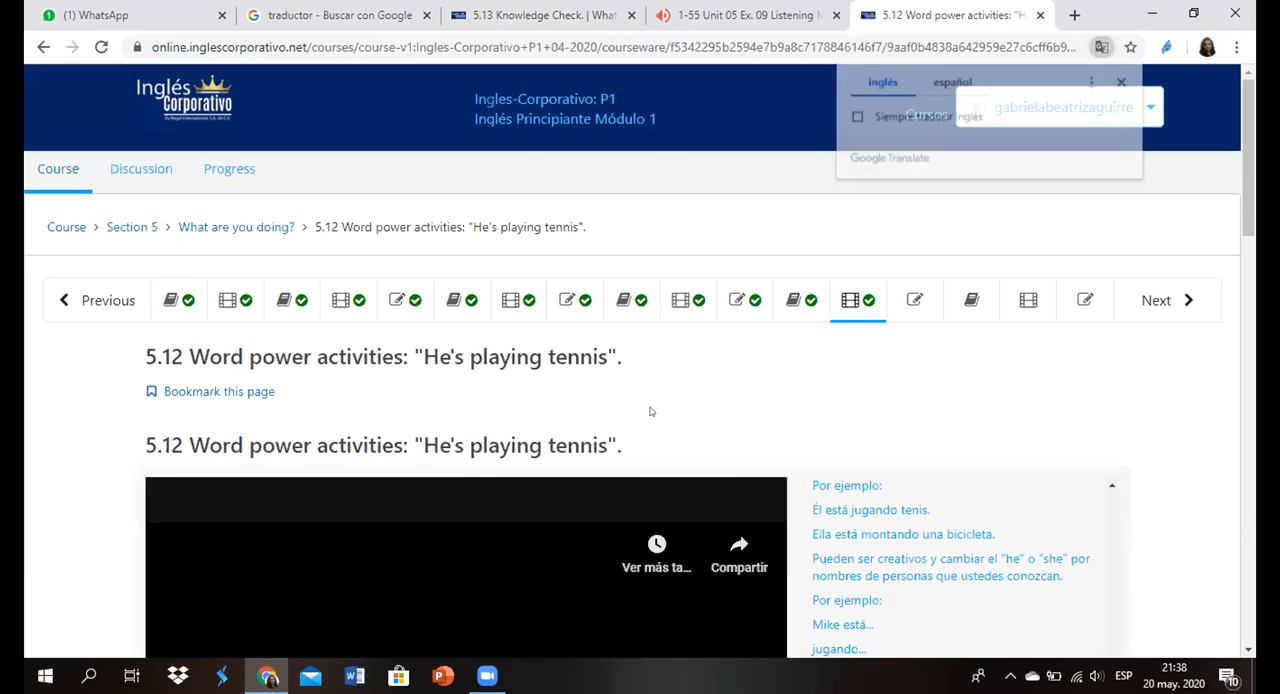 (1) WhatsApp
traductor - Buscar con Google
5.13 Knowledge Check. | What
1-55 Unit 05 Ex. 09 Listening M
5.12 Word power activities: "H
online.inglescorporativo.net/courses/course-v1:Ingles-Corporativo+P1+04-2020/courseware/f5342295b2594e7b9a8c7178846146f7/9aaf0b4838a642959e27c6cff6b9...
Inglés
Corporativo
Ingles-Corporativo: P1
Inglés Principiante Módulo 1
inglés español
gabrielabeatrizaguirre
Siempre traducir inglés
Google Translate
Course Discussion Progress
Course > Section 5 > What are you doing? > 5.12 Word power activities: "He's playing tennis".
Previous
Next
5.12 Word power activities: "He's playing tennis".
Bookmark this page
5.12 Word power activities: "He's playing tennis".
Ver más ta...
Compartir
Por ejemplo:
Él está jugando tenis.
Ella está montando una bicicleta.
Pueden ser creativos y cambiar el "he" o "she" por
nombres de personas que ustedes conozcan.
Por ejemplo:
Mike está...
jugando...
ESP
21:38
20 may. 2020
10